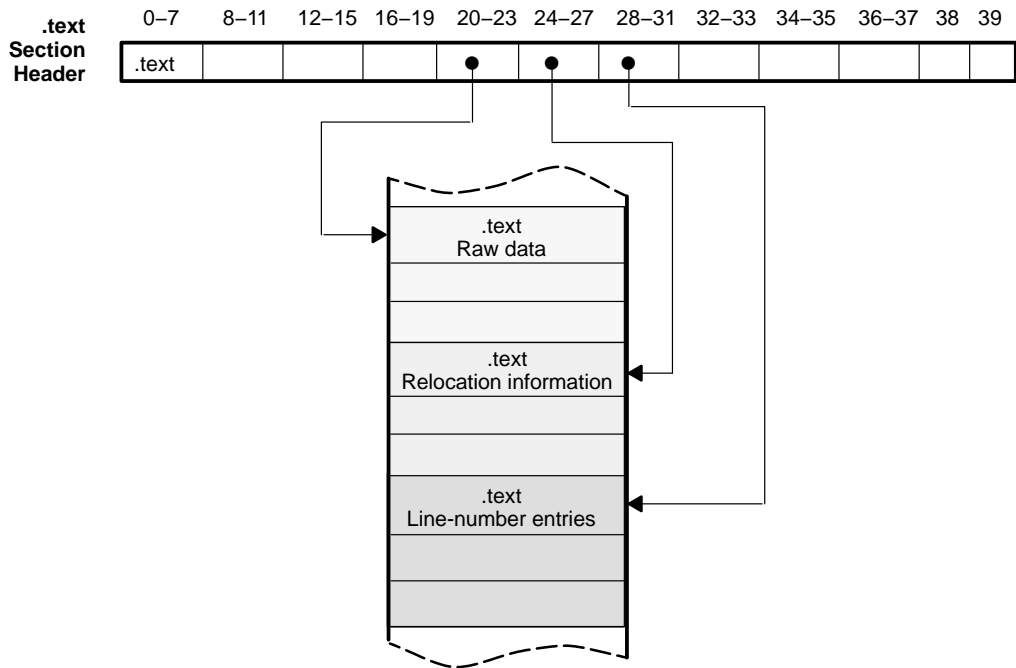 .text
Section
Header
0–7 8–11 12–15 16–19 20–23 24–27 28–31 32–33 34–35 36–37 38 39
.text
.text
Raw data
.text
Relocation information
.text
Line-number entries